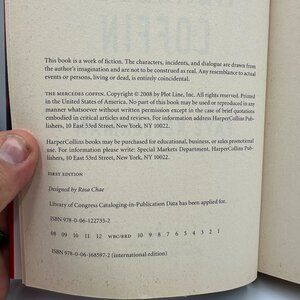 This book is a work of fiction. The characters, incidents, and dialogue are drawn from
the author's imagination and are not to be construed as real. Any resemblance to actual
events or persons, living or dead, is entirely coincidental.
THE MERCEDES COFFIN. Copyright © 2008 by Plot Line, Inc. All rights reserved. Printed
in the United States of America. No part of this book may be used or reproduced in any
manner whatsoever without written permission except in the case of brief quotations
embodied in critical articles and reviews. For information address HarperCollins Pub-
lishers, 10 East 53rd Street, New York, NY 10022.
HarperCollins books may be purchased for educational, business, or sales promotional
use. For information please write: Special Markets Department, HarperCollins Pub-
lishers, 10 East 53rd Street, New York, NY 10022.
FIRST EDITION
Designed by Rosa Chae
Library of Congress Cataloging-in-Publication Data has been applied for.
ISBN 978-0-06-122733-2
08 09 10 11 12 WBC/RRD 10 9 8 7 6 5 4 3 2 1
ISBN 978-0-06-168597-2 (international edition)